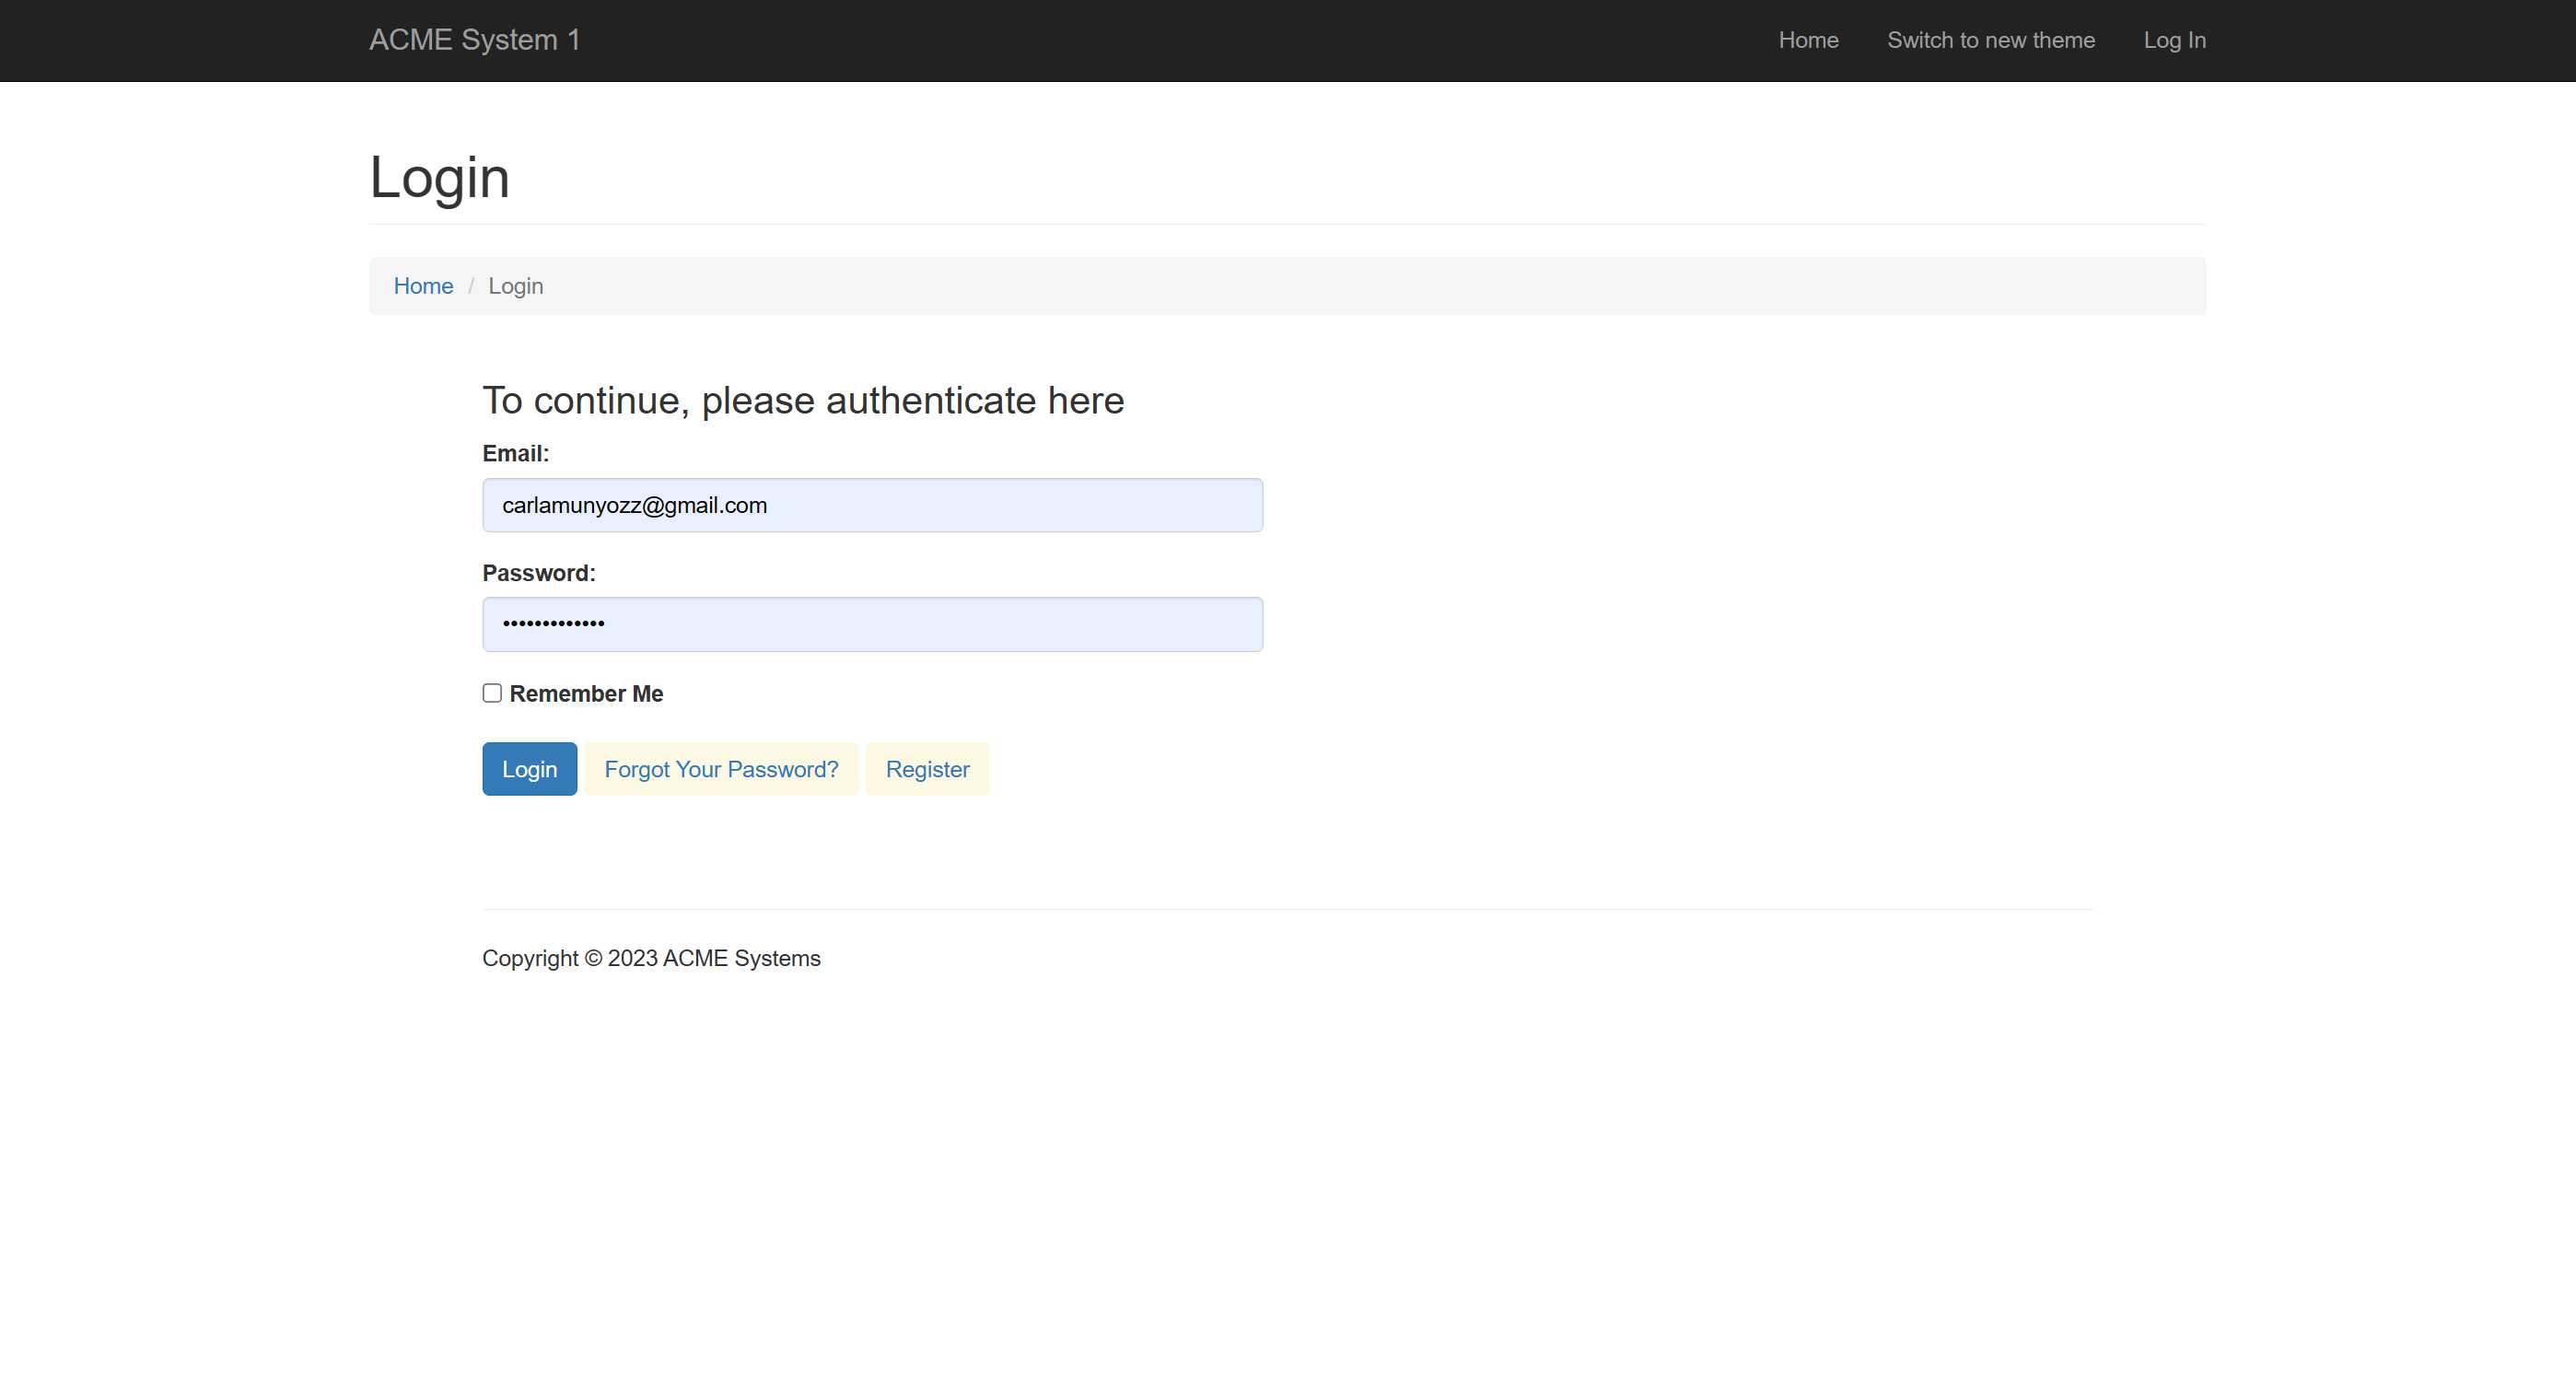 ACME System 1 Home Switch to new theme Log In
Login
Home / Login
To continue, please authenticate here
Email:
carlamunyozz@gmail.com
Password:
•••••••••••••
Remember Me
Login Forgot Your Password? Register
Copyright © 2023 ACME Systems